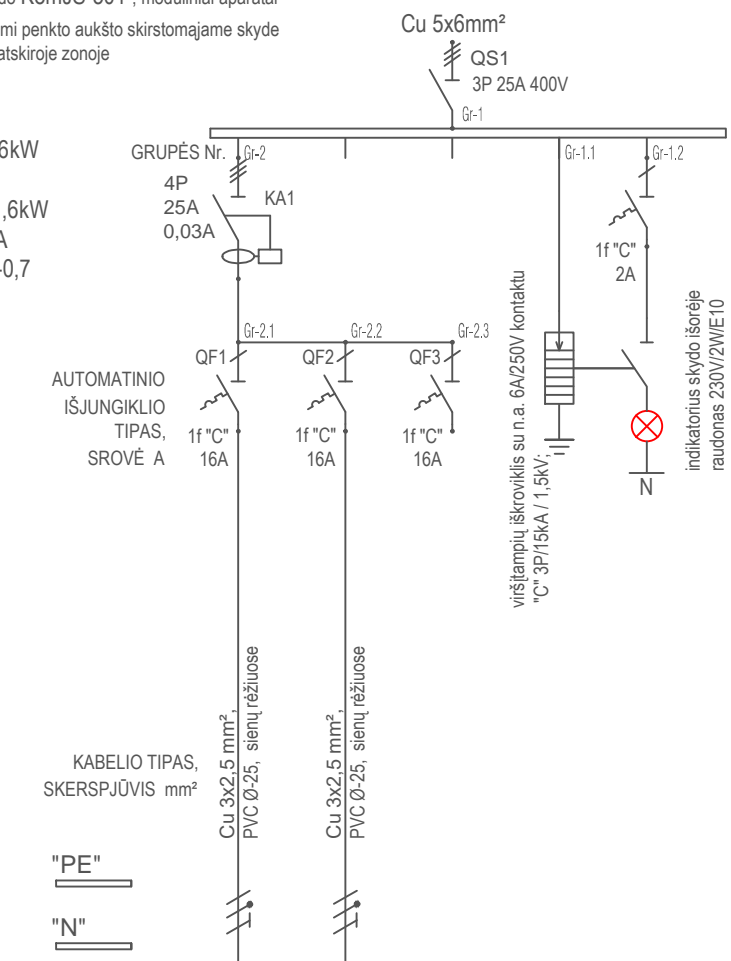 moduliniai aparatai
mi penkto aukšto skirstomąjame skyde
atskiroje zonoje
Cu 5x6mm²
QS1
3P 25A 400V
Gr-1
6kW
,6kW
A
-0,7
GRUPĖS Nr.
Gr-2
Gr-1.1
Gr-1.2
4P
25A
0,03A
KA1
1f "C"
2A
Gr-2.1
Gr-2.2
Gr-2.3
QF1
QF2
QF3
AUTOMATINIO
IŠJUNGIKLIO
TIPAS,
SROVĖ A
1f "C"
16A
1f "C"
16A
1f "C"
16A
viršįtampių iškroviklis su n.a. 6A/250V kontaktu
"C" 3P/15kA / 1,5kV;
indikatorius skydo išorėje
raudonas 230V/2W/E10
N
KABELIO TIPAS,
SKERSPJŪVIS mm²
Cu 3x2,5 mm²,
PVC Ø-25, sienų rėžiuose
Cu 3x2,5 mm²,
PVC Ø-25, sienų rėžiuose
"PE"
"N"